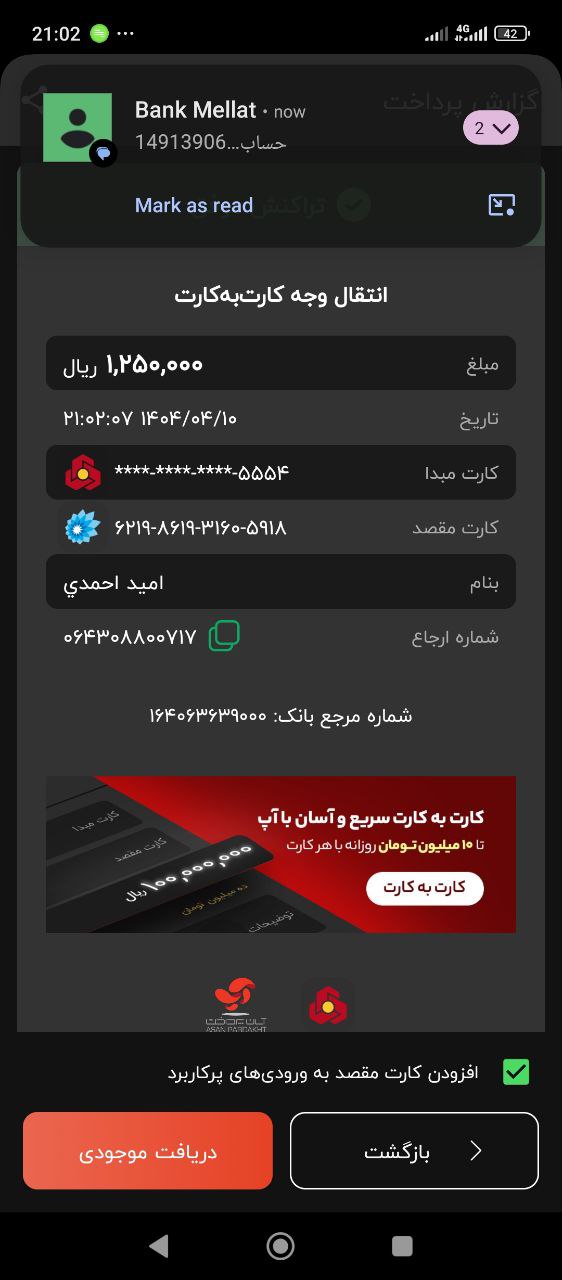 21:02
4G
42
گزارش پرداخت
Bank Mellat • now
حساب...14913906
2
Mark as read
انتقال وجه کارت‌به‌کارت
مبلغ ۱,۲۵۰,۰۰۰ ریال
تاریخ ۱۴۰۴/۰۴/۱۰ ۲۱:۰۲:۰۷
کارت مبدا ****-****-****-۵۵۵۴
کارت مقصد ۶۲۱۹-۸۶۱۹-۳۱۶۰-۵۹۱۸
بنام امید احمدي
شماره ارجاع ۰۶۴۳۰۸۸۰۰۷۱۷
شماره مرجع بانک: ۱۶۴۰۶۳۶۳۹۰۰۰
کارت به کارت سریع و آسان با آپ
تا ۱۰ میلیون تـومان روزانه با هر کارت
کارت به کارت
کارت مبدا
کارت مقصد
۱۰۰,۰۰۰,۰۰۰ ریال
ده میلیون تومان
توضیحات
آسان پرداخت
ASAN PARDAKHT
افزودن کارت مقصد به ورودی‌های پرکاربرد
بازگشت
دریافت موجودی